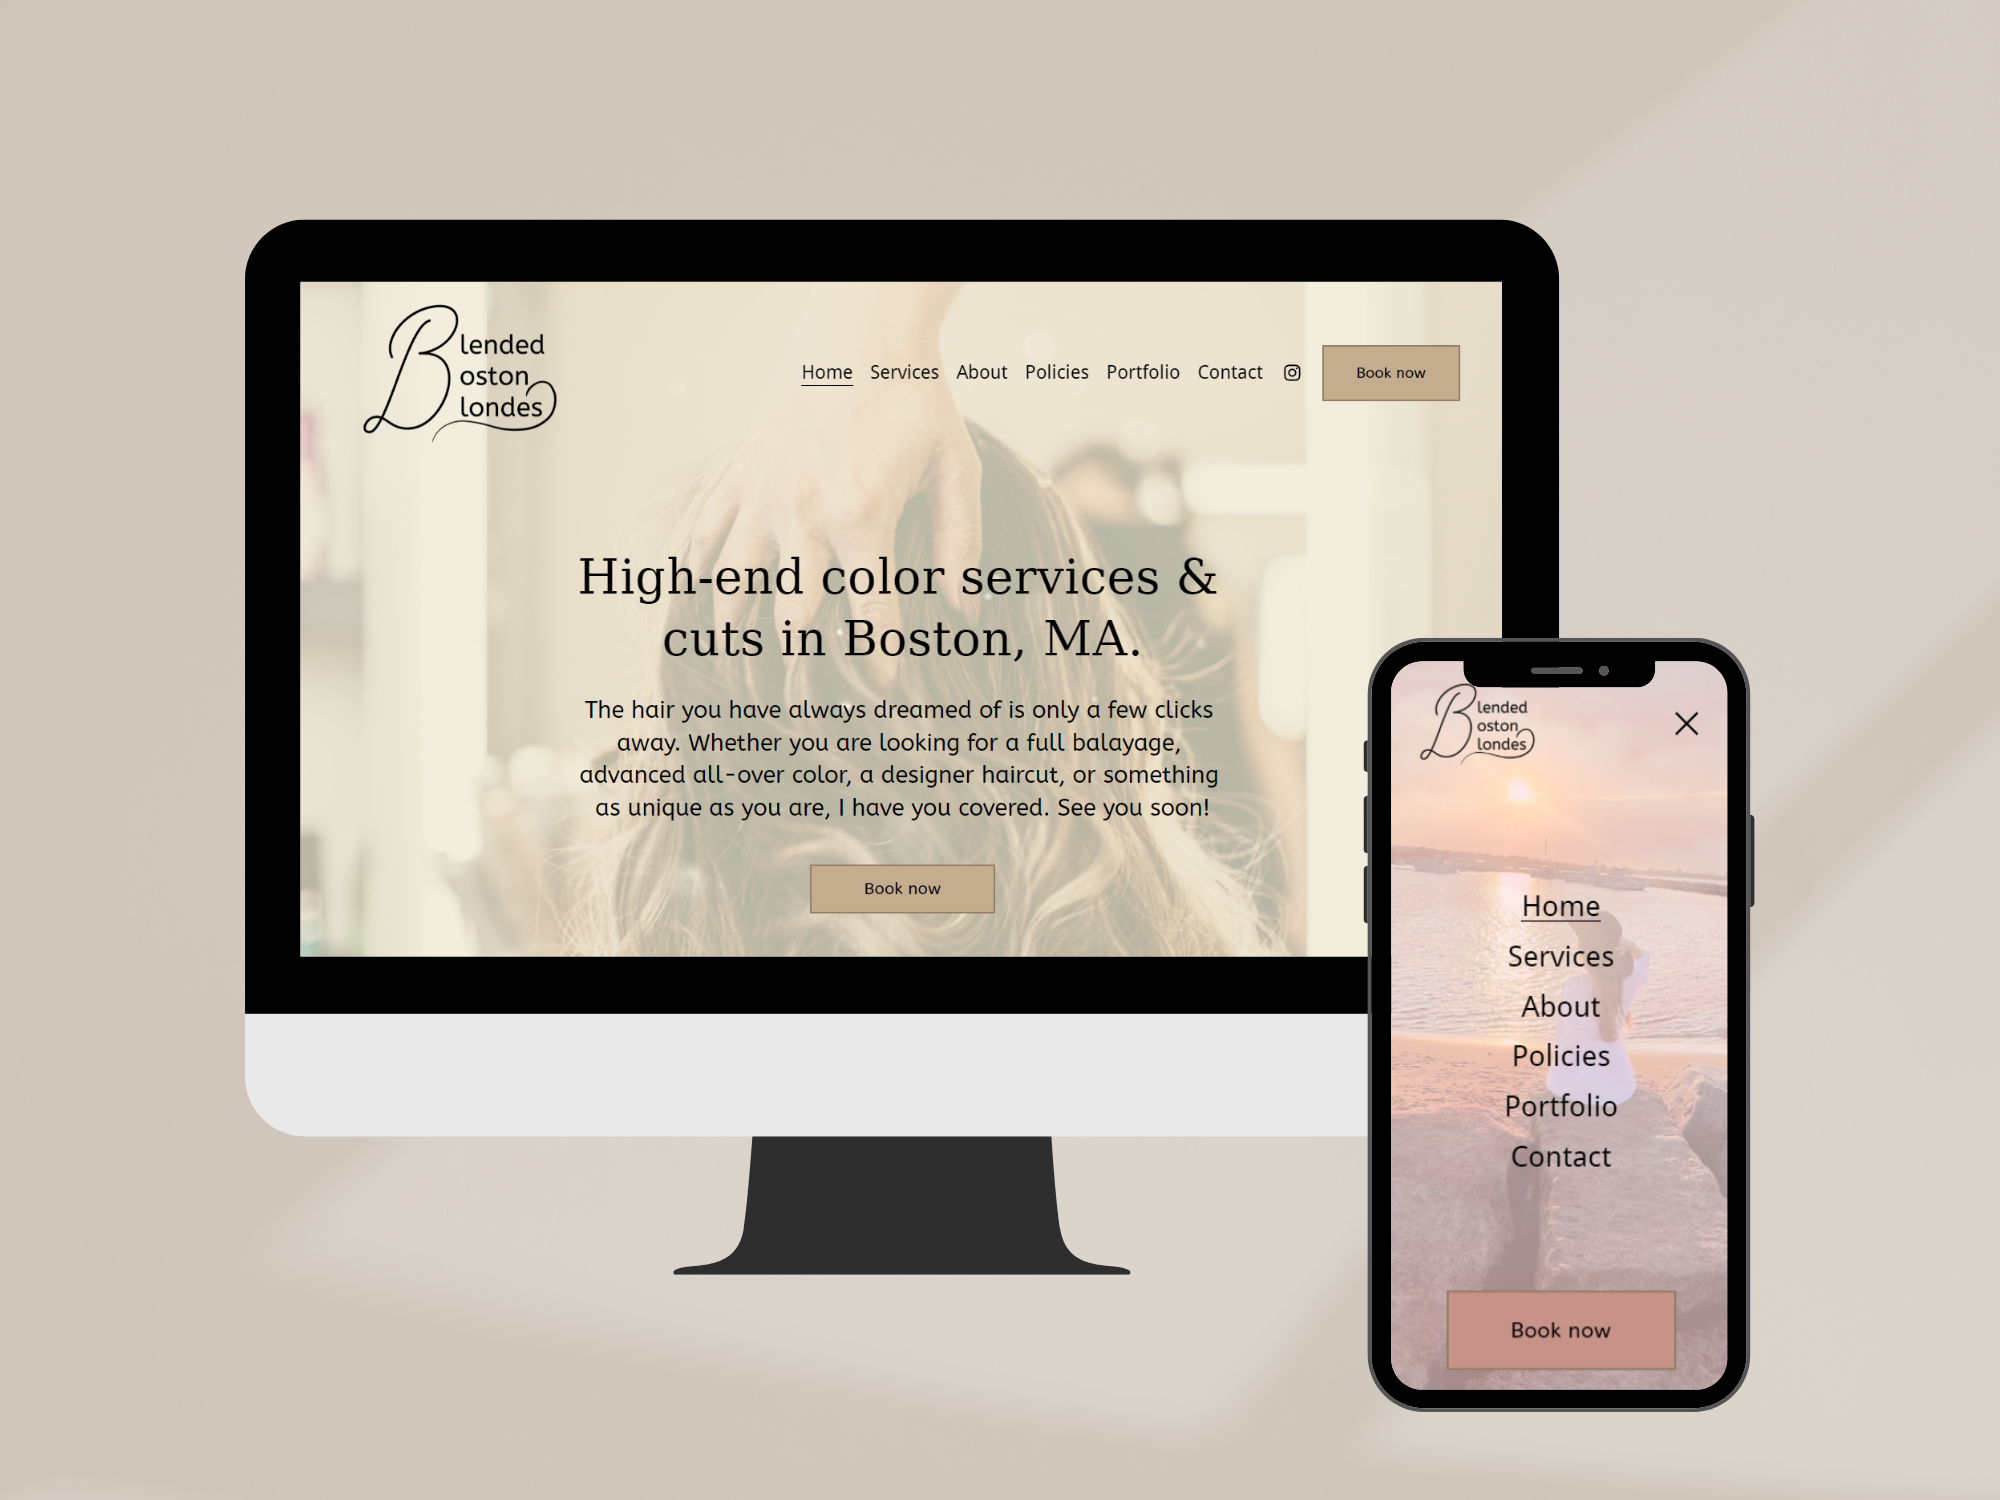 Blended
Boston
Blondes
Home Services About Policies Portfolio Contact Book now
High-end color services &
cuts in Boston, MA.
The hair you have always dreamed of is only a few clicks
away. Whether you are looking for a full balayage,
advanced all-over color, a designer haircut, or something
as unique as you are, I have you covered. See you soon!
Book now
Blended
Boston
Blondes
Home
Services
About
Policies
Portfolio
Contact
Book now